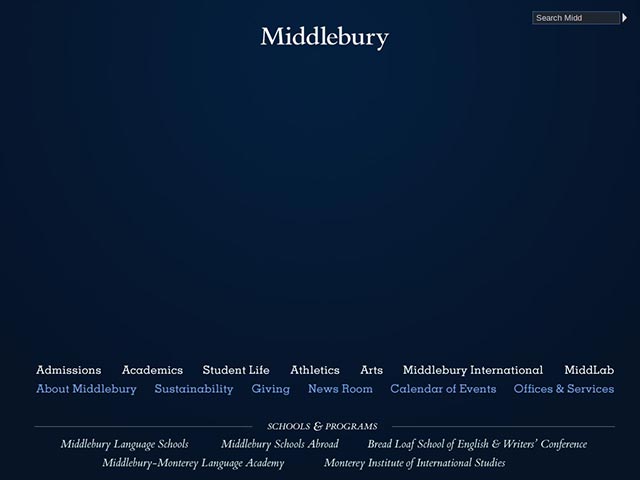 Search Midd
Middlebury
Admissions Academics Student Life Athletics Arts Middlebury International MiddLab
About Middlebury Sustainability Giving News Room Calendar of Events Offices & Services
SCHOOLS & PROGRAMS
Middlebury Language Schools Middlebury Schools Abroad Bread Loaf School of English & Writers' Conference
Middlebury-Monterey Language Academy Monterey Institute of International Studies